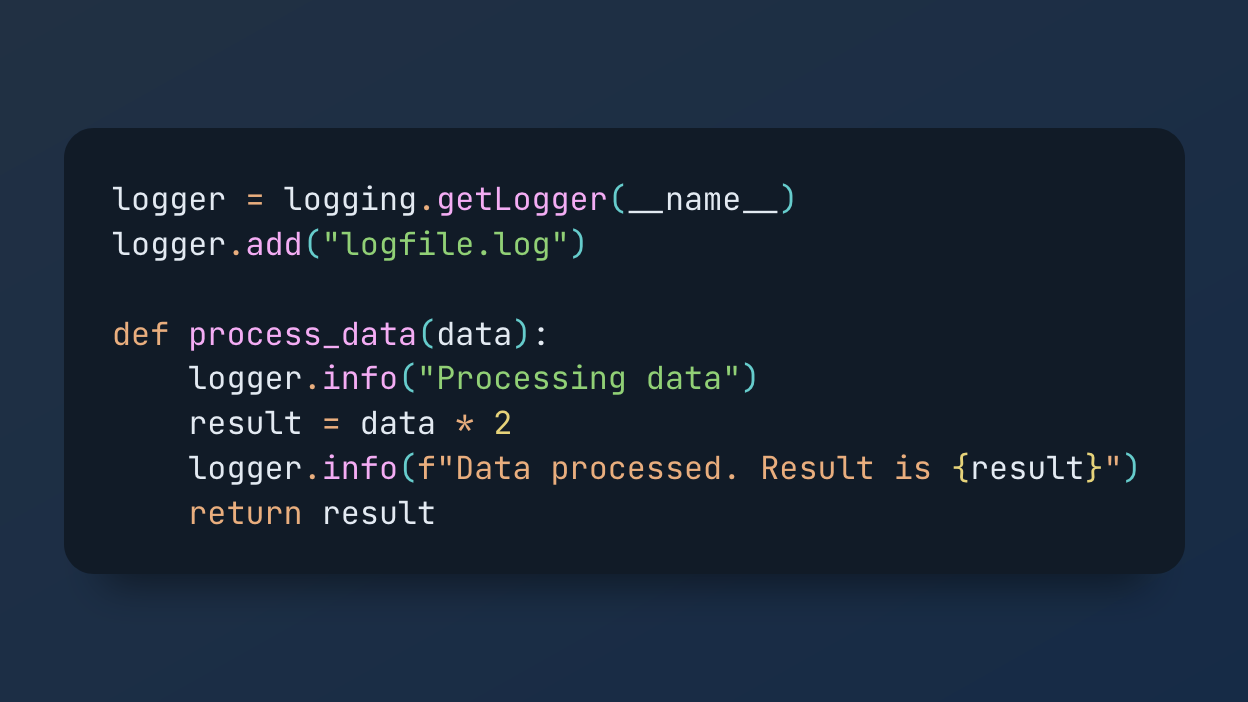 logger = logging.getLogger(__name__)
logger.add("logfile.log")

def process_data(data):
    logger.info("Processing data")
    result = data * 2
    logger.info(f"Data processed. Result is {result}")
    return result